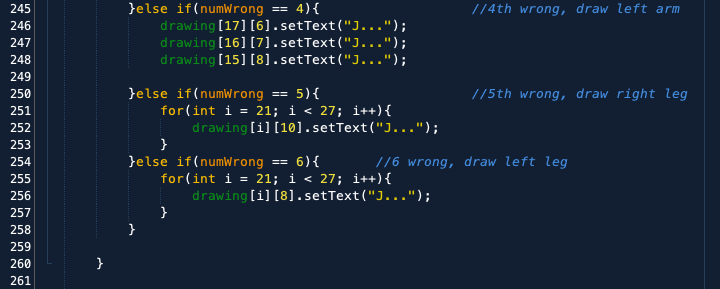 245 }else if(numWrong == 4){ //4th wrong, draw left arm
246 drawing[17][6].setText("J...");
247 drawing[16][7].setText("J...");
248 drawing[15][8].setText("J...");
249
250 }else if(numWrong == 5){ //5th wrong, draw right leg
251 for(int i = 21; i < 27; i++){
252 drawing[i][10].setText("J...");
253 }
254 }else if(numWrong == 6){ //6 wrong, draw left leg
255 for(int i = 21; i < 27; i++){
256 drawing[i][8].setText("J...");
257 }
258 }
259
260 }
261